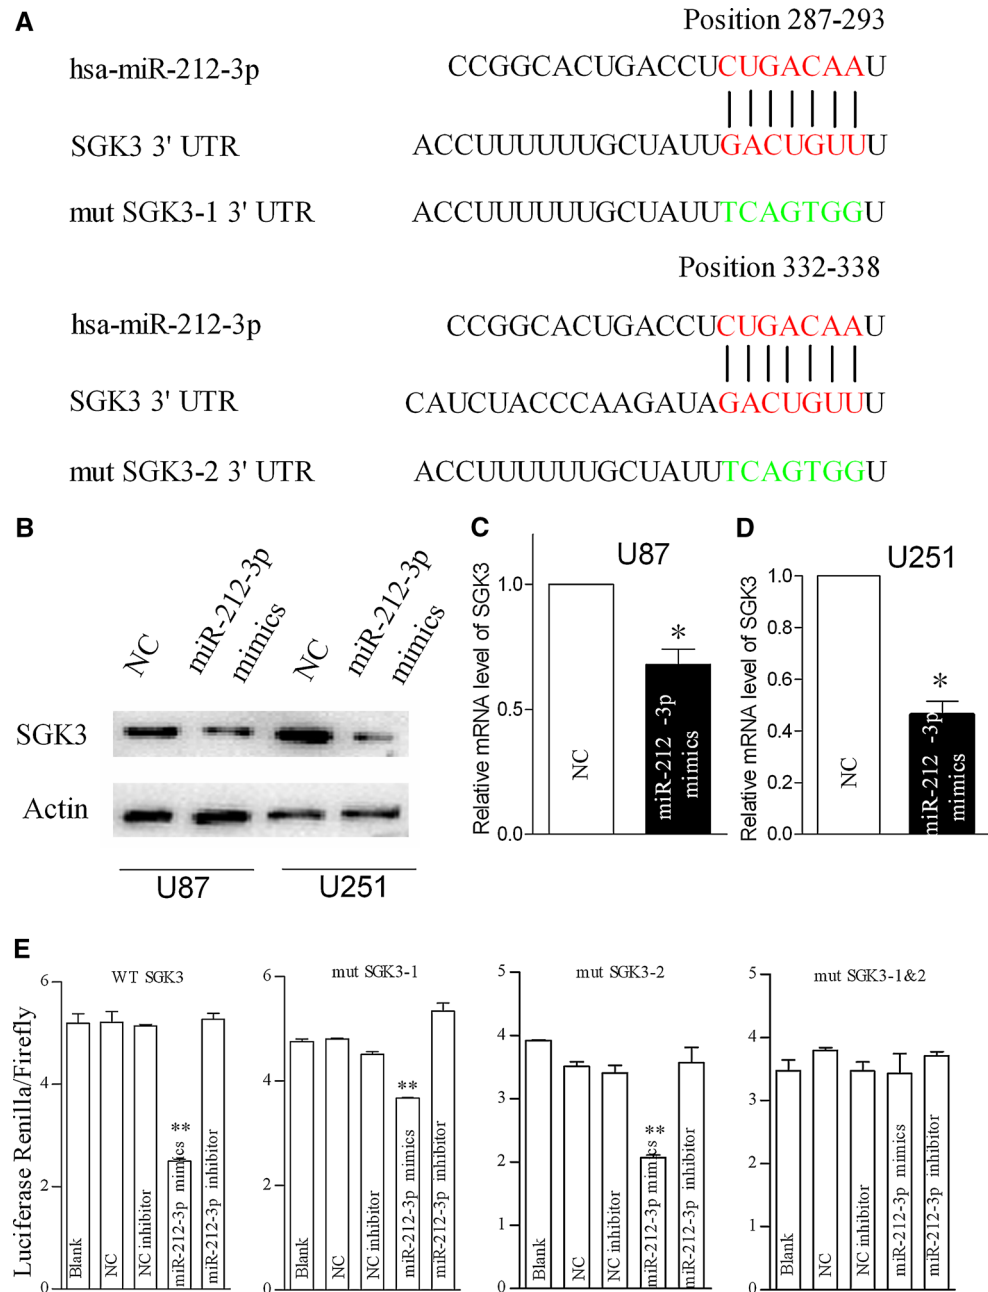 A
Position 287-293
hsa-miR-212-3p CCGGCACUGACCUCUGACAAU
SGK3 3' UTR ACCUUUUUUGCUAUUGACUGUUU
mut SGK3-1 3' UTR ACCUUUUUUGCUAUUTCAGTGGU
Position 332-338
hsa-miR-212-3p CCGGCACUGACCUCUGACAAU
SGK3 3' UTR CAUCUACCCAAGAUAGACUGUUU
mut SGK3-2 3' UTR ACCUUUUUUGCUAUUTCAGTGGU
B
NC
miR-212-3p
mimics
NC
miR-212-3p
mimics
SGK3
Actin
U87
U251
C
U87
Relative mRNA level of SGK3
1.0
0.5
0.0
*
NC
miR-212 -3p
mimics
D
U251
Relative mRNA level of SGK3
1.0
0.8
0.6
0.4
0.2
0.0
*
NC
miR-212 -3p
mimics
E
Luciferase Renilla/Firefly
WT SGK3
6
4
2
0
**
Blank
NC
NC inhibitor
miR-212-3p mimics
miR-212-3p inhibitor
mut SGK3-1
6
4
2
0
**
Blank
NC
NC inhibitor
miR-212-3p mimics
miR-212-3p inhibitor
mut SGK3-2
5
4
3
2
1
0
**
Blank
NC
NC inhibitor
miR-212-3p mimics
miR-212-3p inhibitor
mut SGK3-1&2
5
4
3
2
1
0
Blank
NC
NC inhibitor
miR-212-3p mimics
miR-212-3p inhibitor